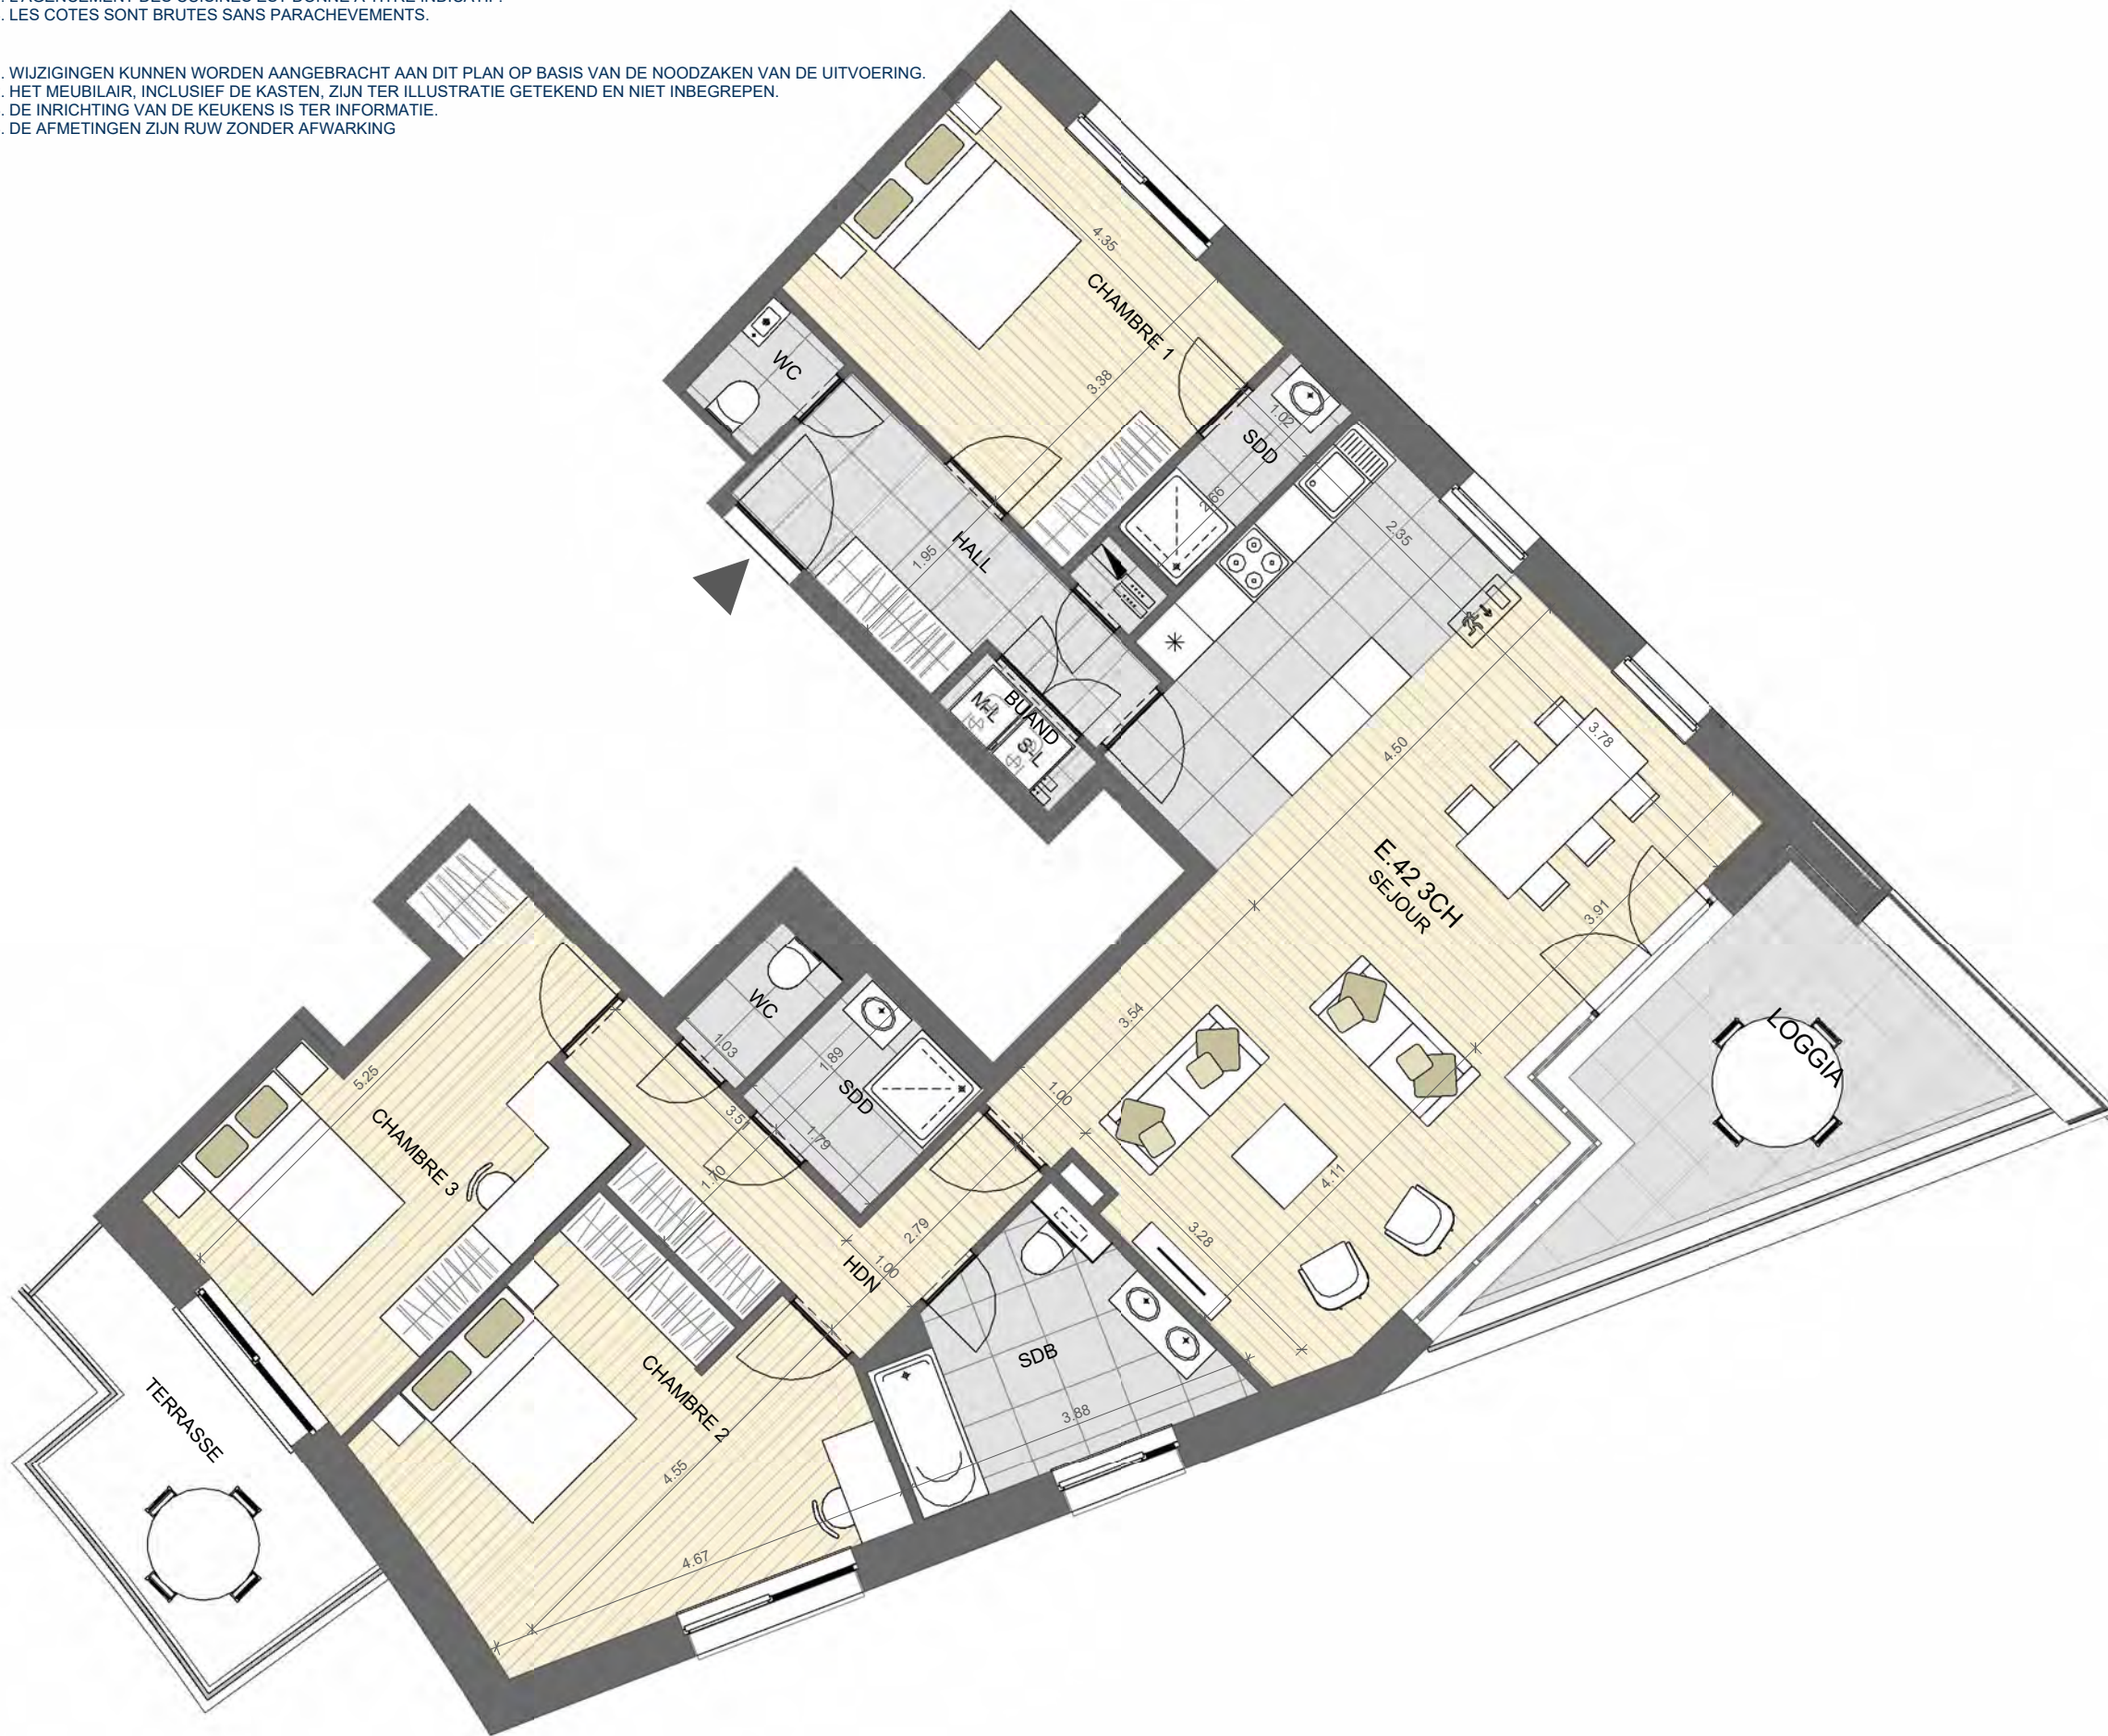 . LES COTES SONT BRUTES SANS PARACHEVEMENTS.
. WIJZIGINGEN KUNNEN WORDEN AANGEBRACHT AAN DIT PLAN OP BASIS VAN DE NOODZAKEN VAN DE UITVOERING.
. HET MEUBILAIR, INCLUSIEF DE KASTEN, ZIJN TER ILLUSTRATIE GETEKEND EN NIET INBEGREPEN.
. DE INRICHTING VAN DE KEUKENS IS TER INFORMATIE.
. DE AFMETINGEN ZIJN RUW ZONDER AFWARKING
4.35
CHAMBRE 1
3.38
WC
1.02
SDD
2.66
2.35
HALL
1.95
BUAND
M-L
S-L
3.78
4.50
E.42 3CH
SEJOUR
3.91
3.54
LOGGIA
WC
1.03
1.89
SDD
1.79
1.00
5.25
CHAMBRE 3
3.51
1.70
4.11
3.28
2.79
1.00
HDN
SDB
3.88
CHAMBRE 2
4.55
4.67
TERRASSE